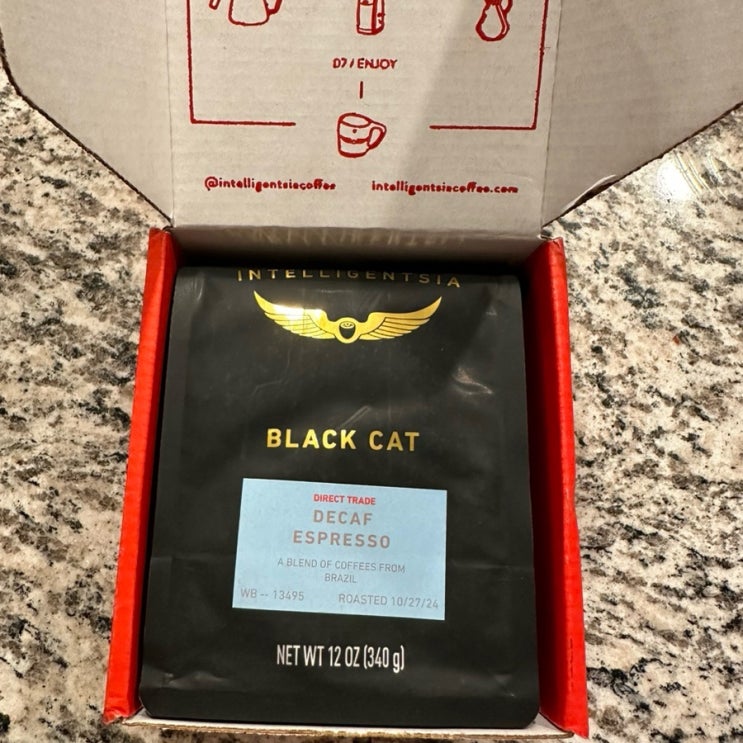 07 / ENJOY
@intelligentsiacoffee intelligentsiacoffee.com
INTELLIGENTSIA
BLACK CAT
DIRECT TRADE
DECAF
ESPRESSO
A BLEND OF COFFEES FROM
BRAZIL
WB -- 13495 ROASTED 10/27/24
NET WT 12 OZ (340 g)